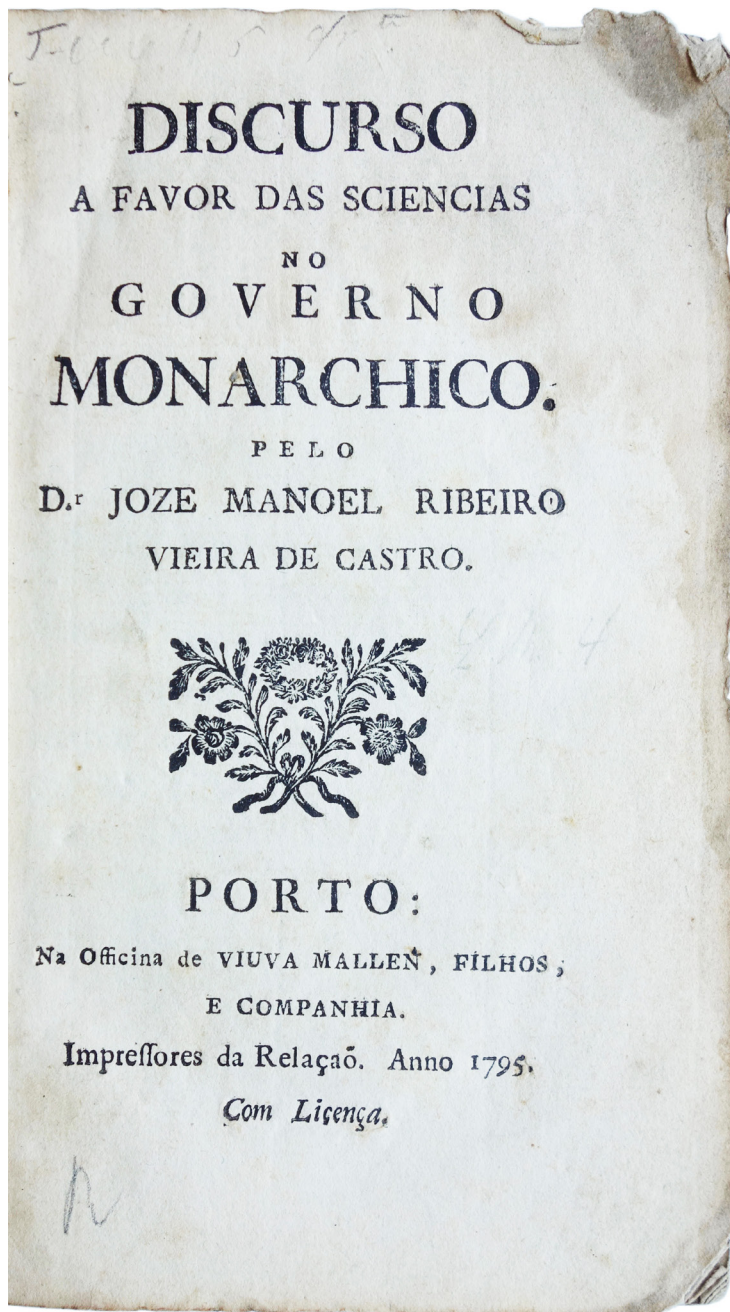 DISCURSO
A FAVOR DAS SCIENCIAS
NO
GOVERNO
MONARCHICO.
PELO
D.r JOZE MANOEL RIBEIRO
VIEIRA DE CASTRO.
PORTO:
Na Officina de VIUVA MALLEN, FILHOS,
E COMPANHIA.
Impreſſores da Relaçaõ. Anno 1795.
Com Liçença.